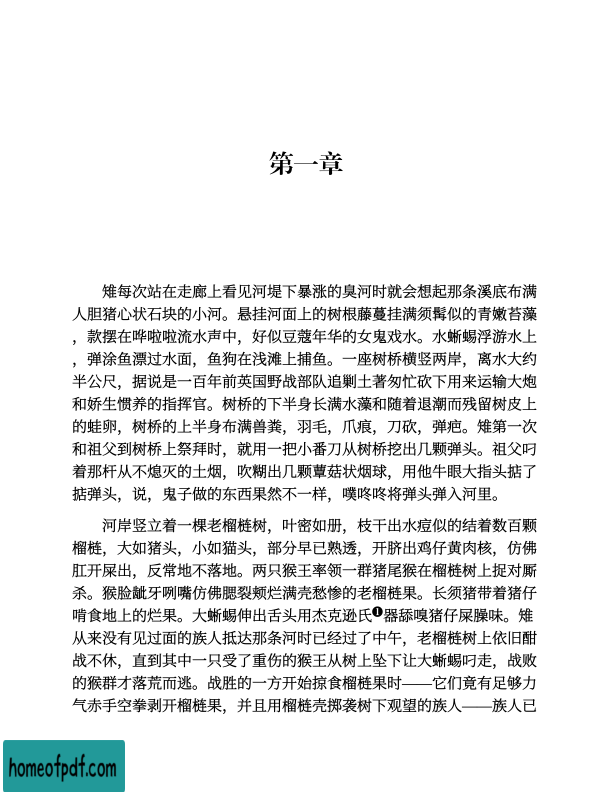 第一章
雉每次站在走廊上看见河堤下暴涨的臭河时就会想起那条溪底布满
人胆猪心状石块的小河。悬挂河面上的树根藤蔓挂满须髯似的青嫩苔藻
，款摆在哗啦啦流水声中，好似豆蔻年华的女鬼戏水。水蜥蜴浮游水上
，弹涂鱼漂过水面，鱼狗在浅滩上捕鱼。一座树桥横竖两岸，离水大约
半公尺，据说是一百年前英国野战部队追剿土著匆忙砍下用来运输大炮
和娇生惯养的指挥官。树桥的下半身长满水藻和随着退潮而残留树皮上
的蛙卵，树桥的上半身布满兽粪，羽毛，爪痕，刀砍，弹疤。雉第一次
和祖父到树桥上祭拜时，就用一把小番刀从树桥挖出几颗弹头。祖父叼
着那杆从不熄灭的土烟，吹糊出几颗蕈菇状烟球，用他牛眼大指头掂了
掂弹头，说，鬼子做的东西果然不一样，噗咚咚将弹头弹入河里。
河岸竖立着一棵老榴梿树，叶密如册，枝干出水痘似的结着数百颗
榴梿，大如猪头，小如猫头，部分早已熟透，开脐出鸡仔黄肉核，仿佛
肛开屎出，反常地不落地。两只猴王率领一群猪尾猴在榴梿树上捉对厮
杀。猴脸龇牙咧嘴仿佛腮裂颊烂满壳愁惨的老榴梿果。长须猪带着猪仔
啃食地上的烂果。大蜥蜴伸出舌头用杰克逊氏❶器舔嗅猪仔屎臊味。雉
从来没有见过面的族人抵达那条河时已经过了中午，老榴梿树上依旧酣
战不休，直到其中一只受了重伤的猴王从树上坠下让大蜥蜴叼走，战败
的猴群才落荒而逃。战胜的一方开始掠食榴梿果时——它们竟有足够力
气赤手空拳剥开榴梿果，并且用榴梿壳掷袭树下观望的族人——族人已
homeofpdf.com